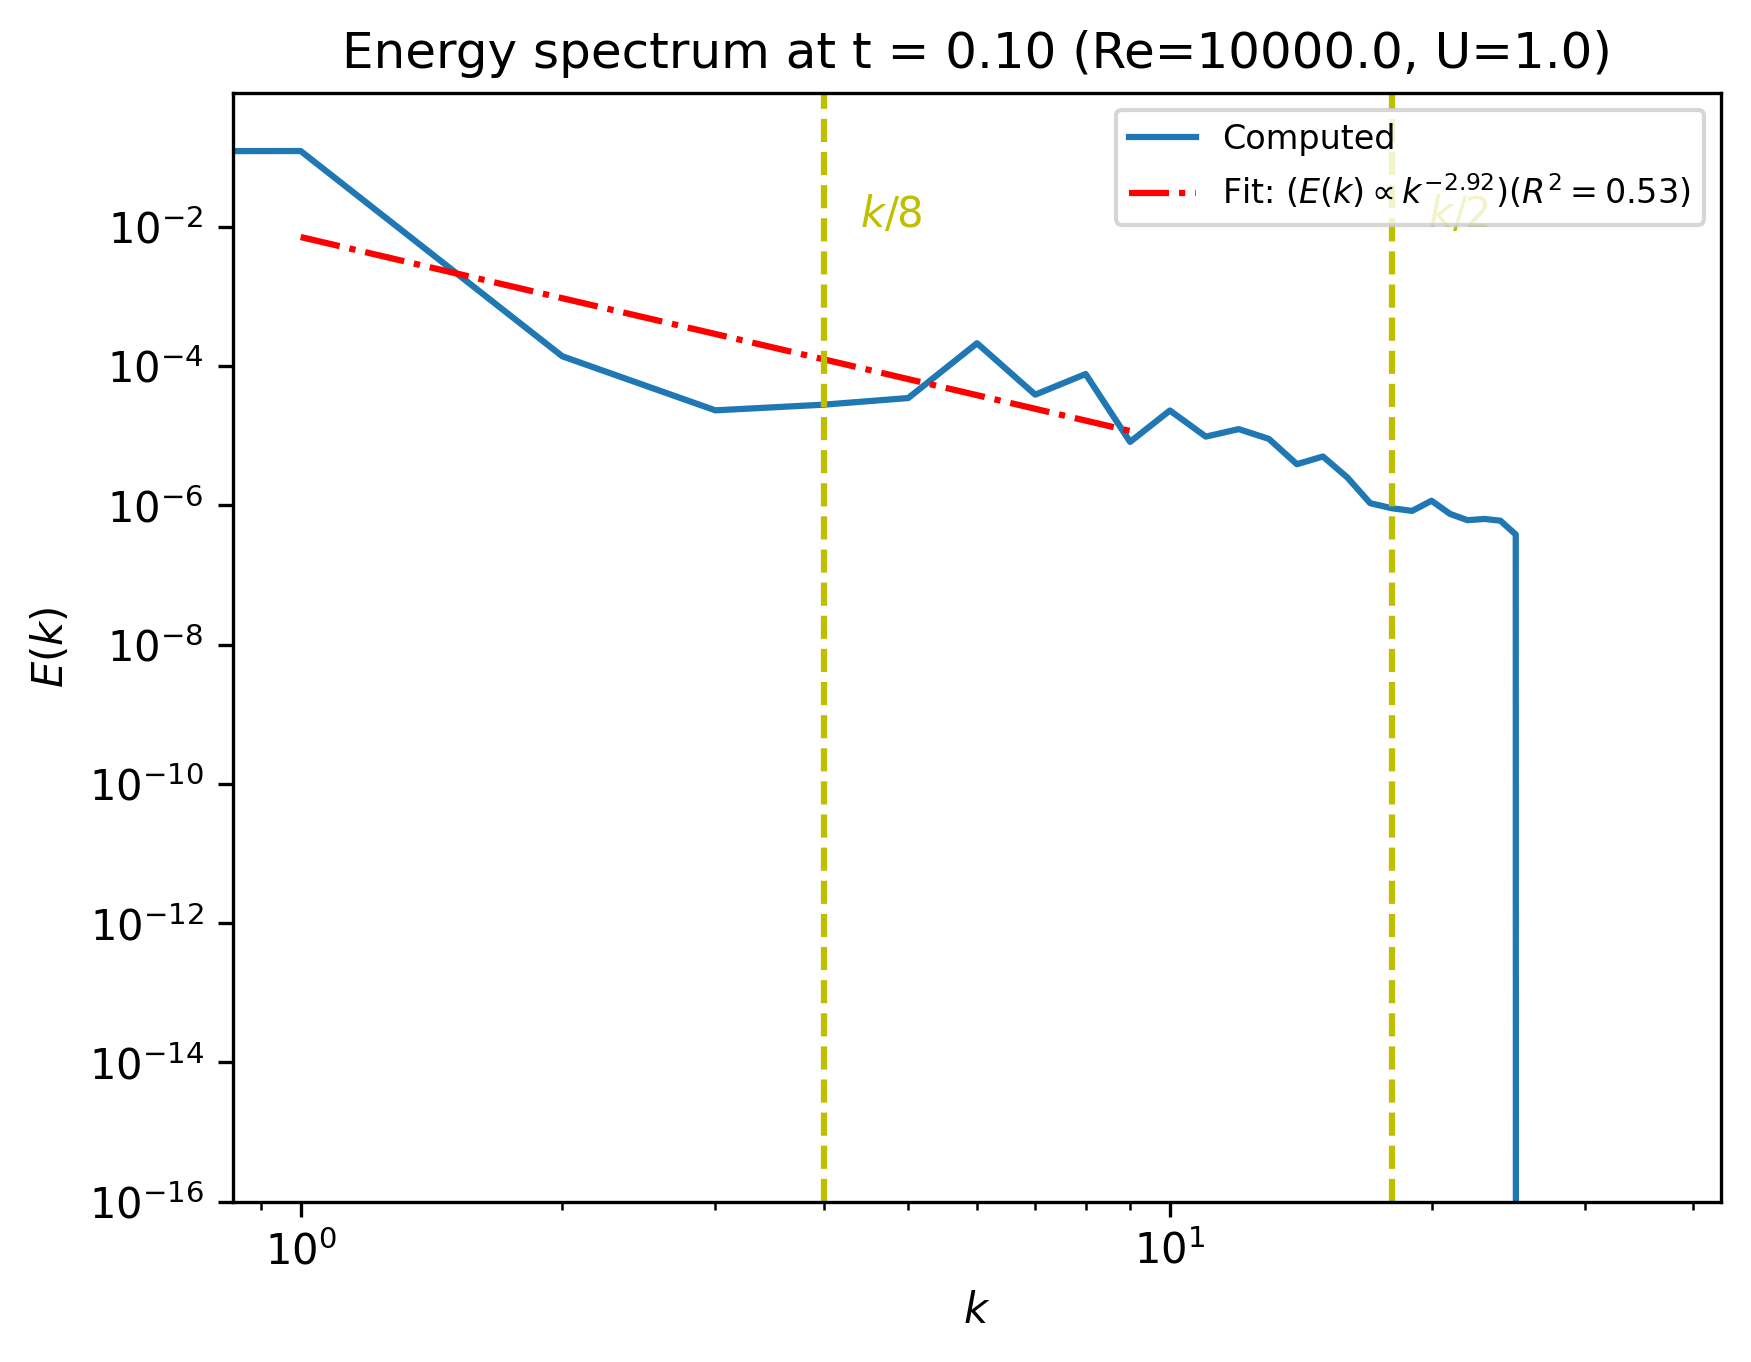 Energy spectrum at t = 0.10 (Re=10000.0, U=1.0)
Computed
Fit: (E(k) ∝ k^{-2.92})(R^2 = 0.53)
k/8
k/2
10^{-2}
10^{-4}
10^{-6}
10^{-8}
10^{-10}
10^{-12}
10^{-14}
10^{-16}
E(k)
10^0
10^1
k